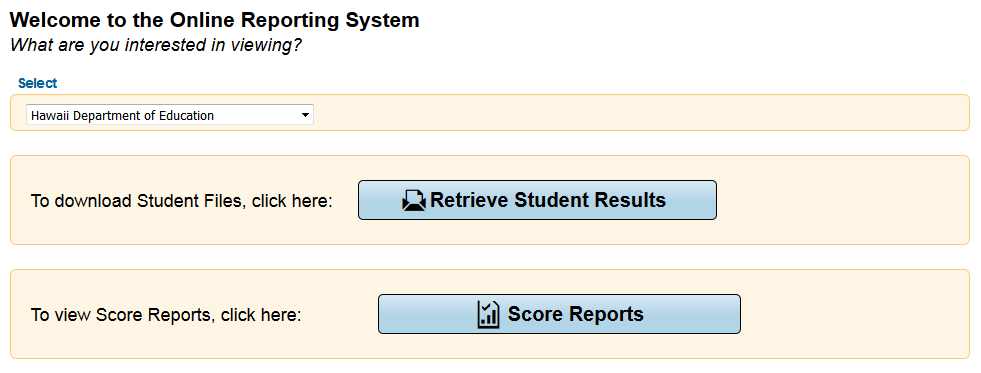 Welcome to the Online Reporting System
What are you interested in viewing?
Select
Hawaii Department of Education
To download Student Files, click here:
Retrieve Student Results
To view Score Reports, click here:
Score Reports